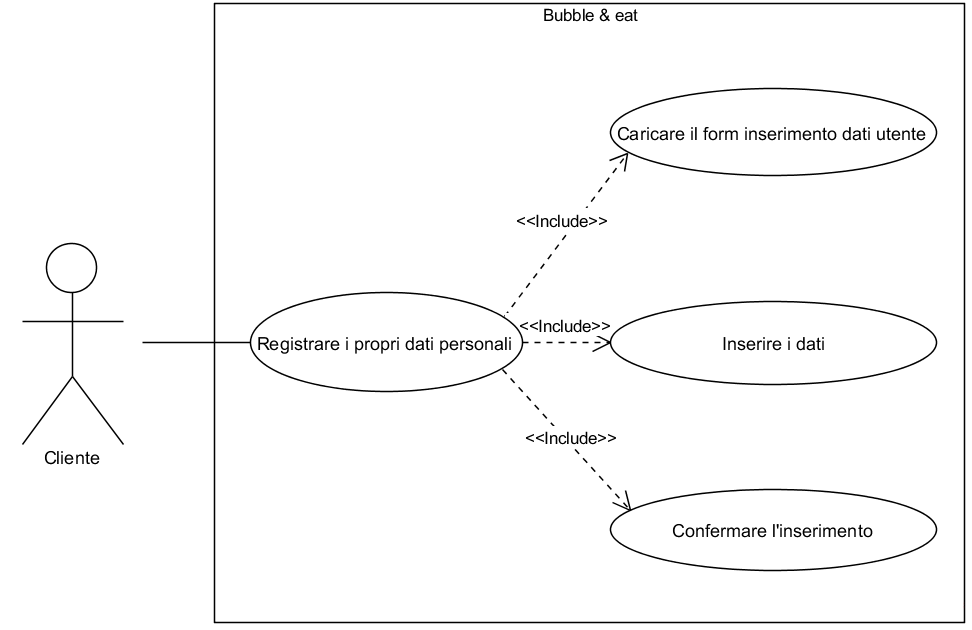 Bubble & eat
Caricare il form inserimento dati utente
<<Include>>
<<Include>>
Registrare i propri dati personali
Inserire i dati
<<Include>>
Cliente
Confermare l'inserimento